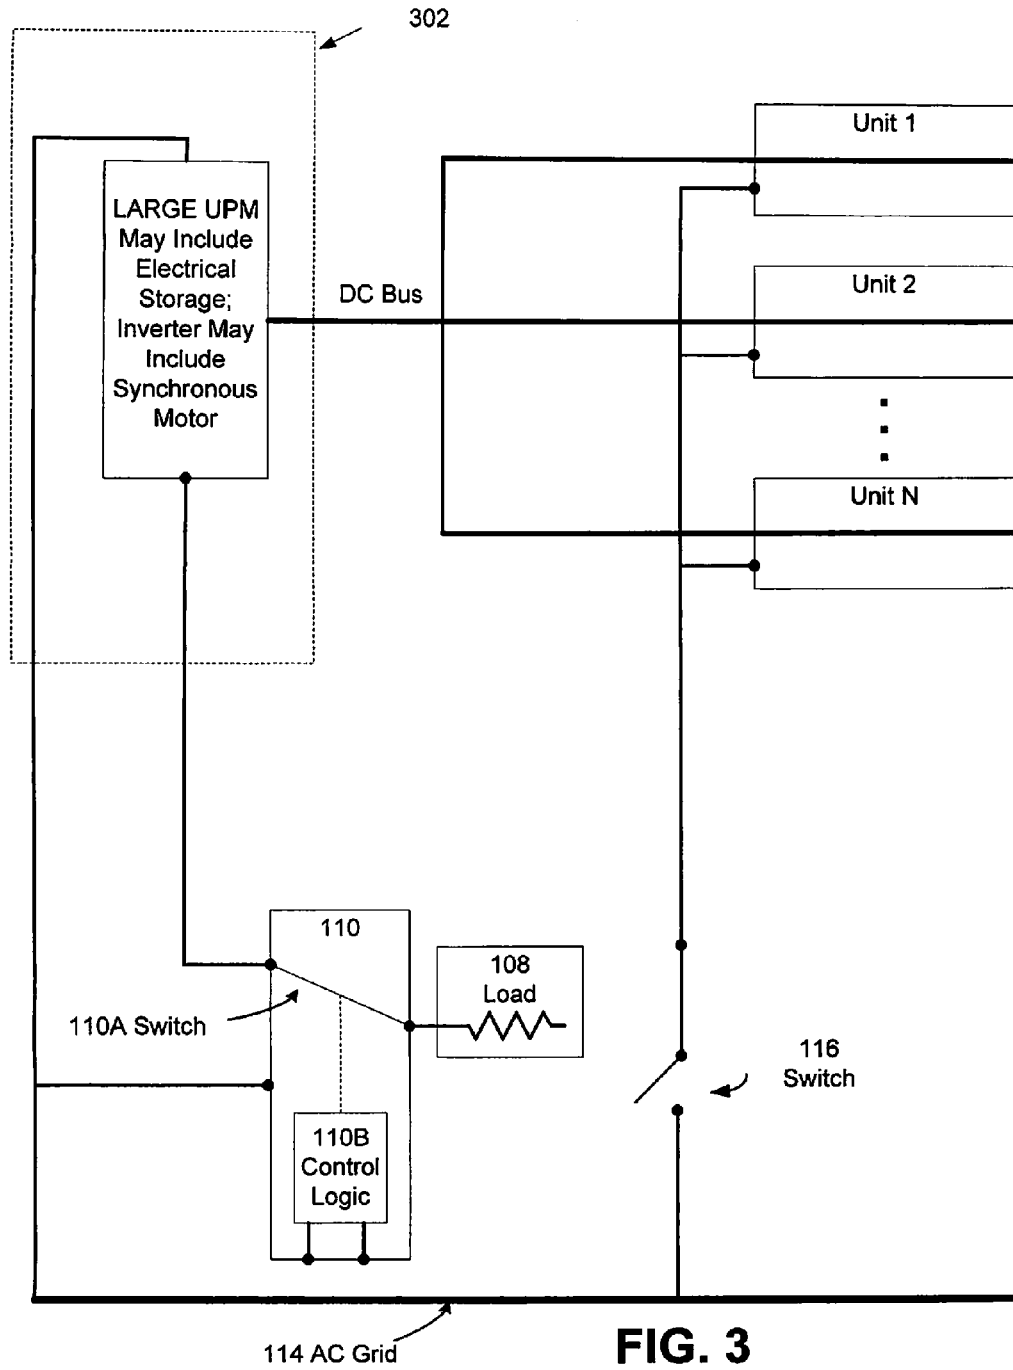 302
Unit 1
LARGE UPM
May Include
Electrical
Storage;
Inverter May
Include
Synchronous
Motor
DC Bus
Unit 2
Unit N
110
108
Load
110A Switch
116
Switch
110B
Control
Logic
114 AC Grid
FIG. 3